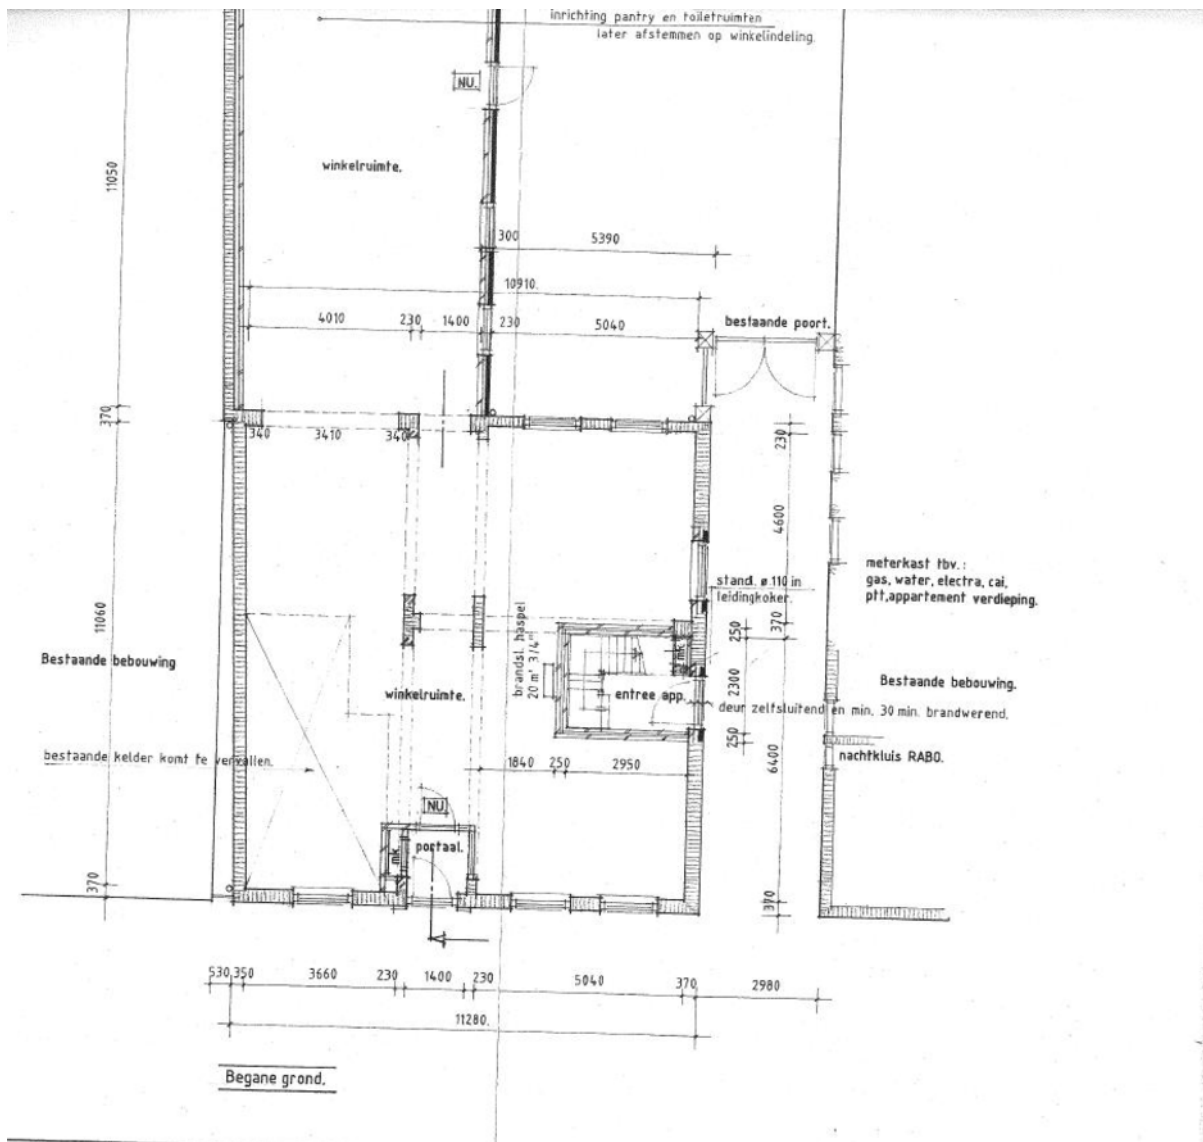 inrichting pantry en toiletruimten
later afstemmen op winkelindeling.
NU.
winkelruimte.
11050
300 5390
10910.
4010 230 1400 230 5040
bestaande poort.
370
340 3410 340
230
4600
meterkast tbv.:
gas, water, electra, cai,
ptt,appartement verdieping.
stand. ø 110 in
leidingkoker.
11060
brandsl. haspel
20 m' 3/4"
250
370
mk
Bestaande bebouwing
winkelruimte.
entree app.
2300
Bestaande bebouwing.
deur zelfsluitend en min. 30 min. brandwerend.
250
6400
bestaande kelder komt te vervallen.
1840 250 2950
nachtkluis RABO.
NU
portaal.
mk
370
370
530 350 3660 230 1400 230 5040 370 2980
11280.
Begane grond.